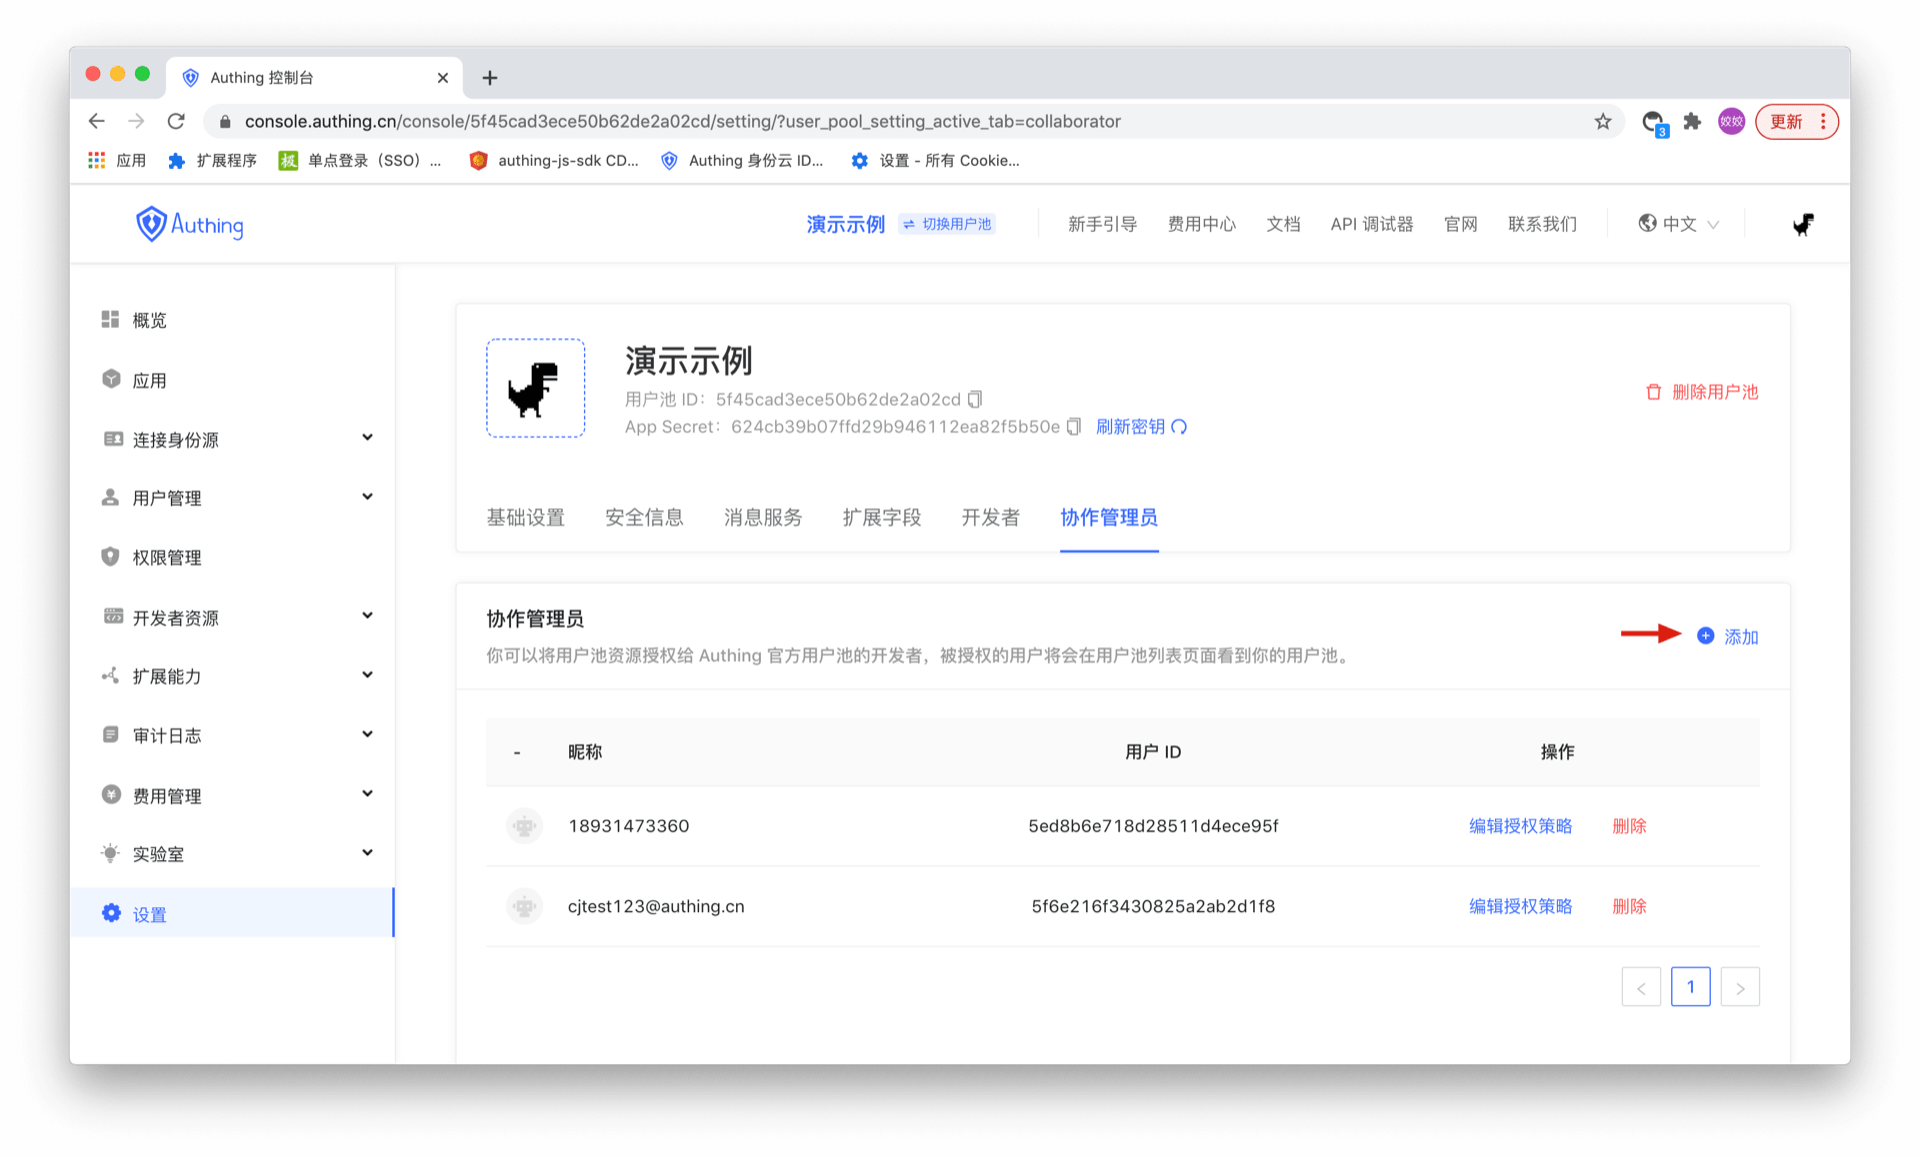 Authing 控制台
console.authing.cn/console/5f45cad3ece50b62de2a02cd/setting/?user_pool_setting_active_tab=collaborator
3
姣姣
更新
应用
扩展程序
极
单点登录（SSO）...
authing-js-sdk CD...
Authing 身份云 ID...
设置 - 所有 Cookie...
Authing
演示示例
切换用户池
新手引导
费用中心
文档
API 调试器
官网
联系我们
中文
概览
应用
连接身份源
用户管理
权限管理
开发者资源
扩展能力
审计日志
费用管理
实验室
设置
演示示例
用户池 ID：5f45cad3ece50b62de2a02cd
App Secret：624cb39b07ffd29b946112ea82f5b50e 刷新密钥
删除用户池
基础设置
安全信息
消息服务
扩展字段
开发者
协作管理员
协作管理员
你可以将用户池资源授权给 Authing 官方用户池的开发者，被授权的用户将会在用户池列表页面看到你的用户池。
添加
- 昵称 用户 ID 操作
18931473360 5ed8b6e718d28511d4ece95f 编辑授权策略 删除
cjtest123@authing.cn 5f6e216f3430825a2ab2d1f8 编辑授权策略 删除
< 1 >